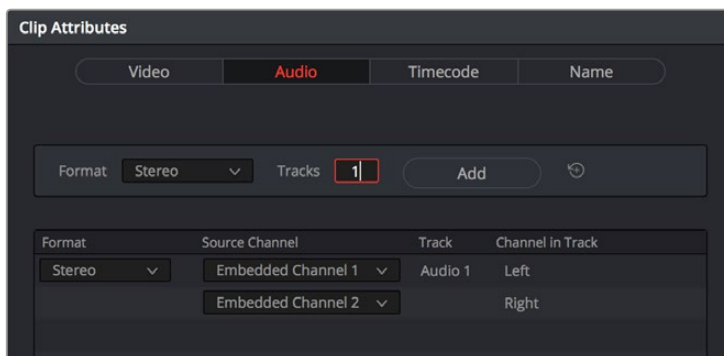 Clip Attributes
Video Audio Timecode Name
Format Stereo Tracks 1 Add
Format Source Channel Track Channel in Track
Stereo Embedded Channel 1 Audio 1 Left
Embedded Channel 2 Right